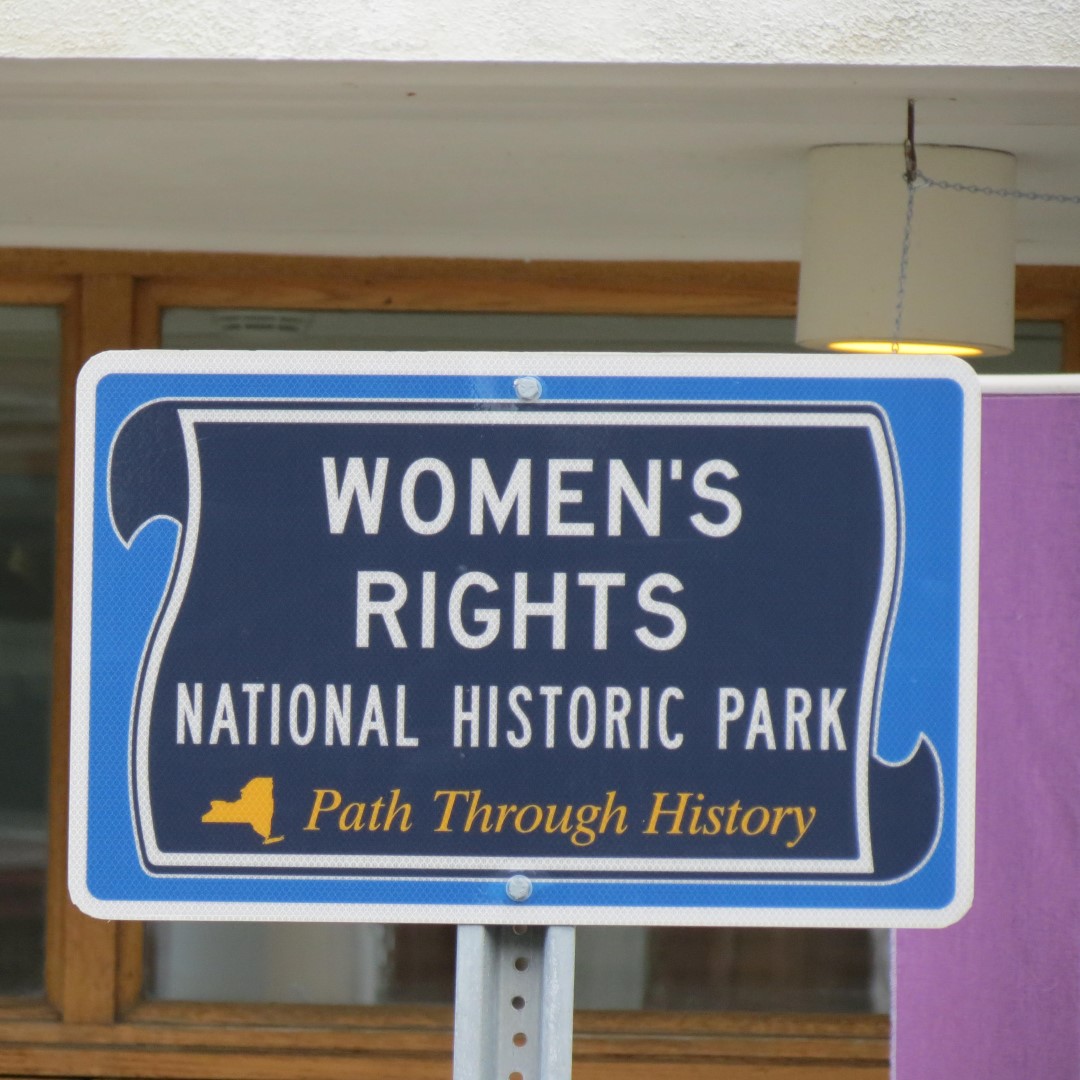 WOMEN'S
RIGHTS
NATIONAL HISTORIC PARK
Path Through History